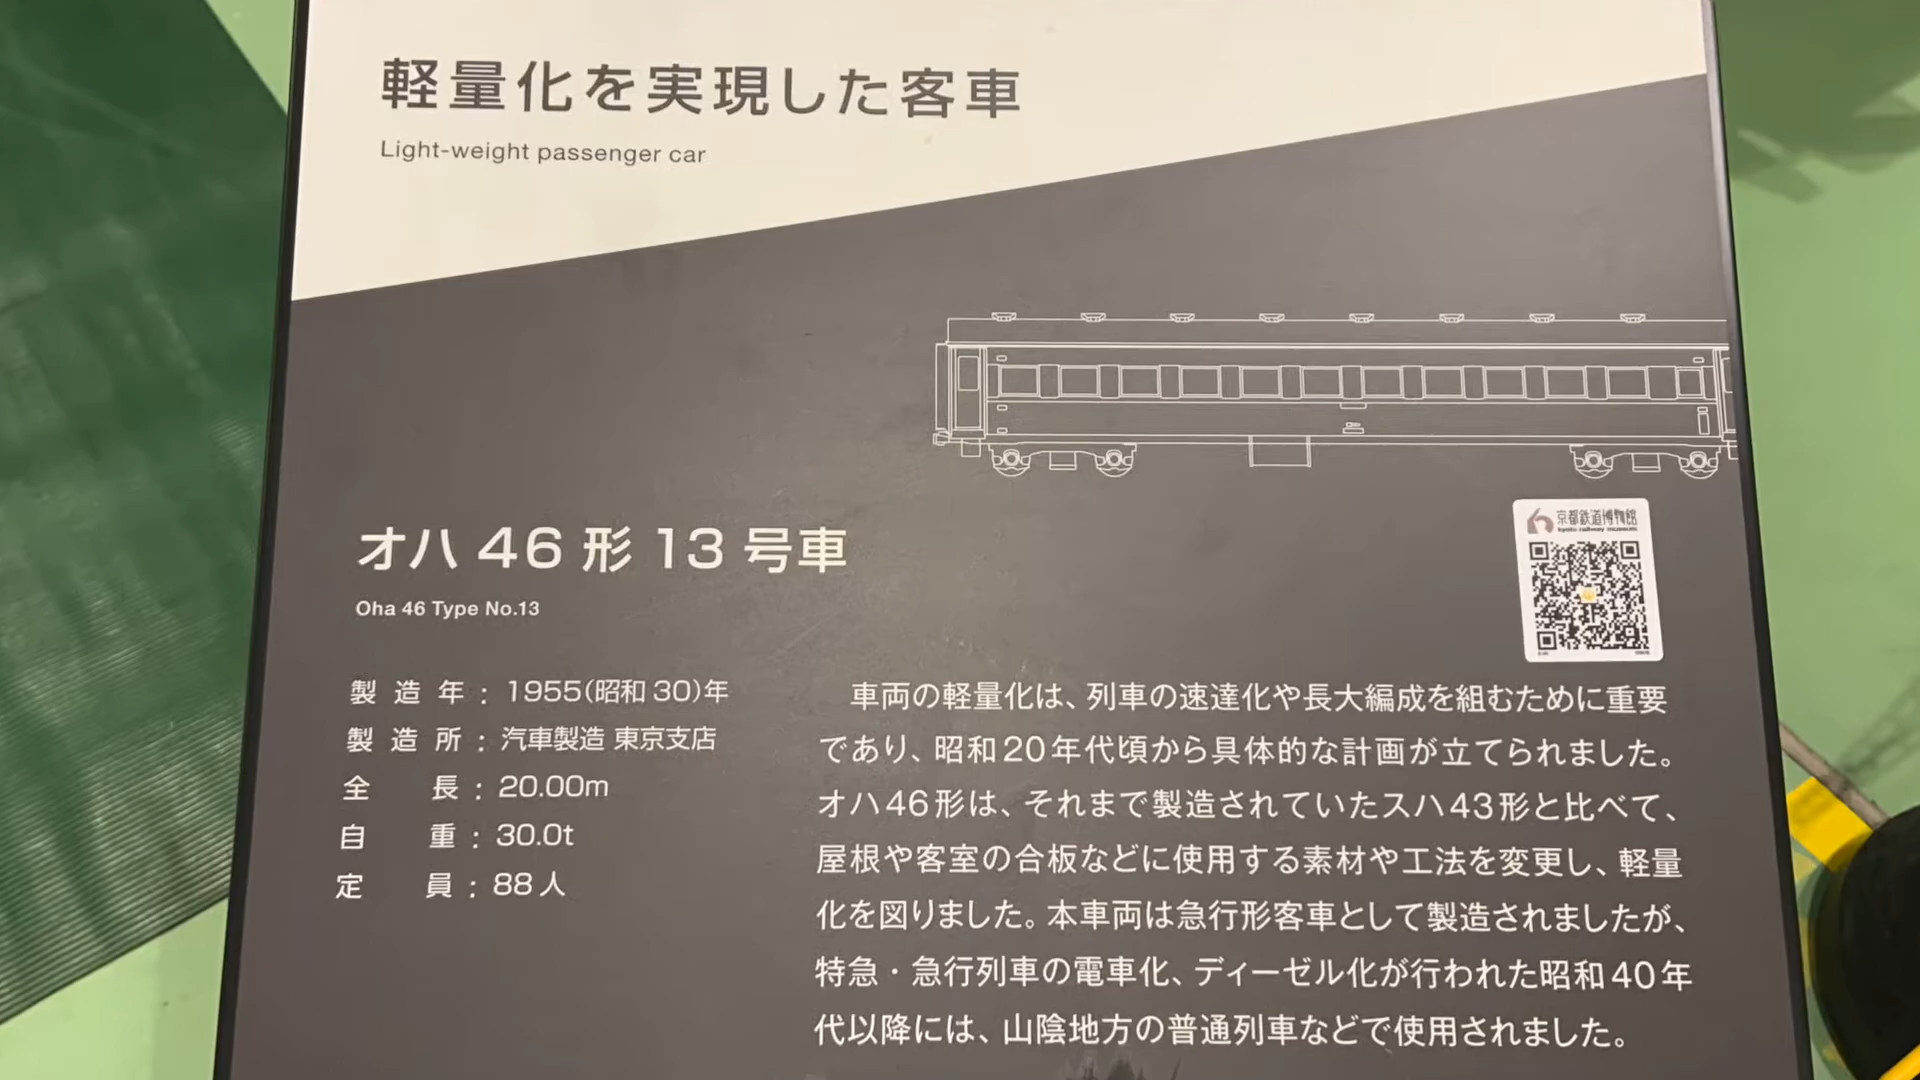 軽量化を実現した客車
Light-weight passenger car
オハ 46 形 13 号車
Oha 46 Type No.13
京都鉄道博物館
kyoto railway museum
製造年：1955（昭和 30）年
製造所：汽車製造 東京支店
全長：20.00m
自重：30.0t
定員：88 人
車両の軽量化は、列車の速達化や長大編成を組むために重要
であり、昭和20年代頃から具体的な計画が立てられました。
オハ46形は、それまで製造されていたスハ43形と比べて、
屋根や客室の合板などに使用する素材や工法を変更し、軽量
化を図りました。本車両は急行形客車として製造されましたが、
特急・急行列車の電車化、ディーゼル化が行われた昭和40年
代以降には、山陰地方の普通列車などで使用されました。